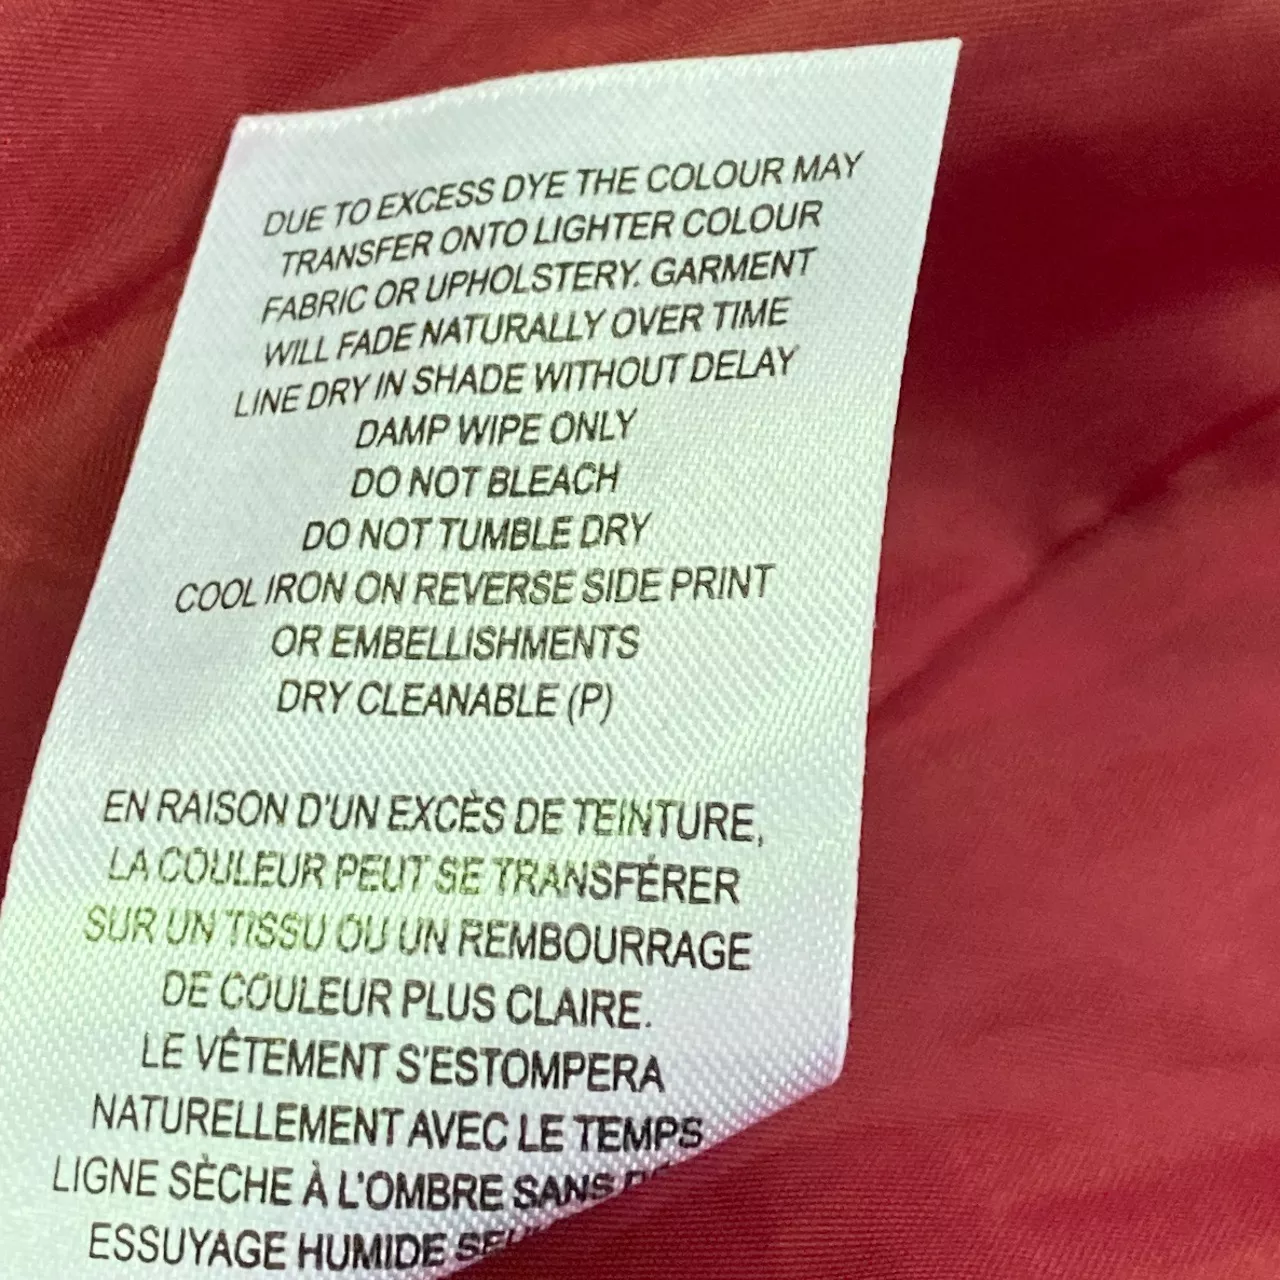 DUE TO EXCESS DYE THE COLOUR MAY
TRANSFER ONTO LIGHTER COLOUR
FABRIC OR UPHOLSTERY. GARMENT
WILL FADE NATURALLY OVER TIME
LINE DRY IN SHADE WITHOUT DELAY
DAMP WIPE ONLY
DO NOT BLEACH
DO NOT TUMBLE DRY
COOL IRON ON REVERSE SIDE PRINT
OR EMBELLISHMENTS
DRY CLEANABLE (P)
EN RAISON D'UN EXCÈS DE TEINTURE,
LA COULEUR PEUT SE TRANSFÉRER
SUR UN TISSU OU UN REMBOURRAGE
DE COULEUR PLUS CLAIRE.
LE VÊTEMENT S'ESTOMPERA
NATURELLEMENT AVEC LE TEMPS
LIGNE SÈCHE À L'OMBRE SANS
ESSUYAGE HUMIDE